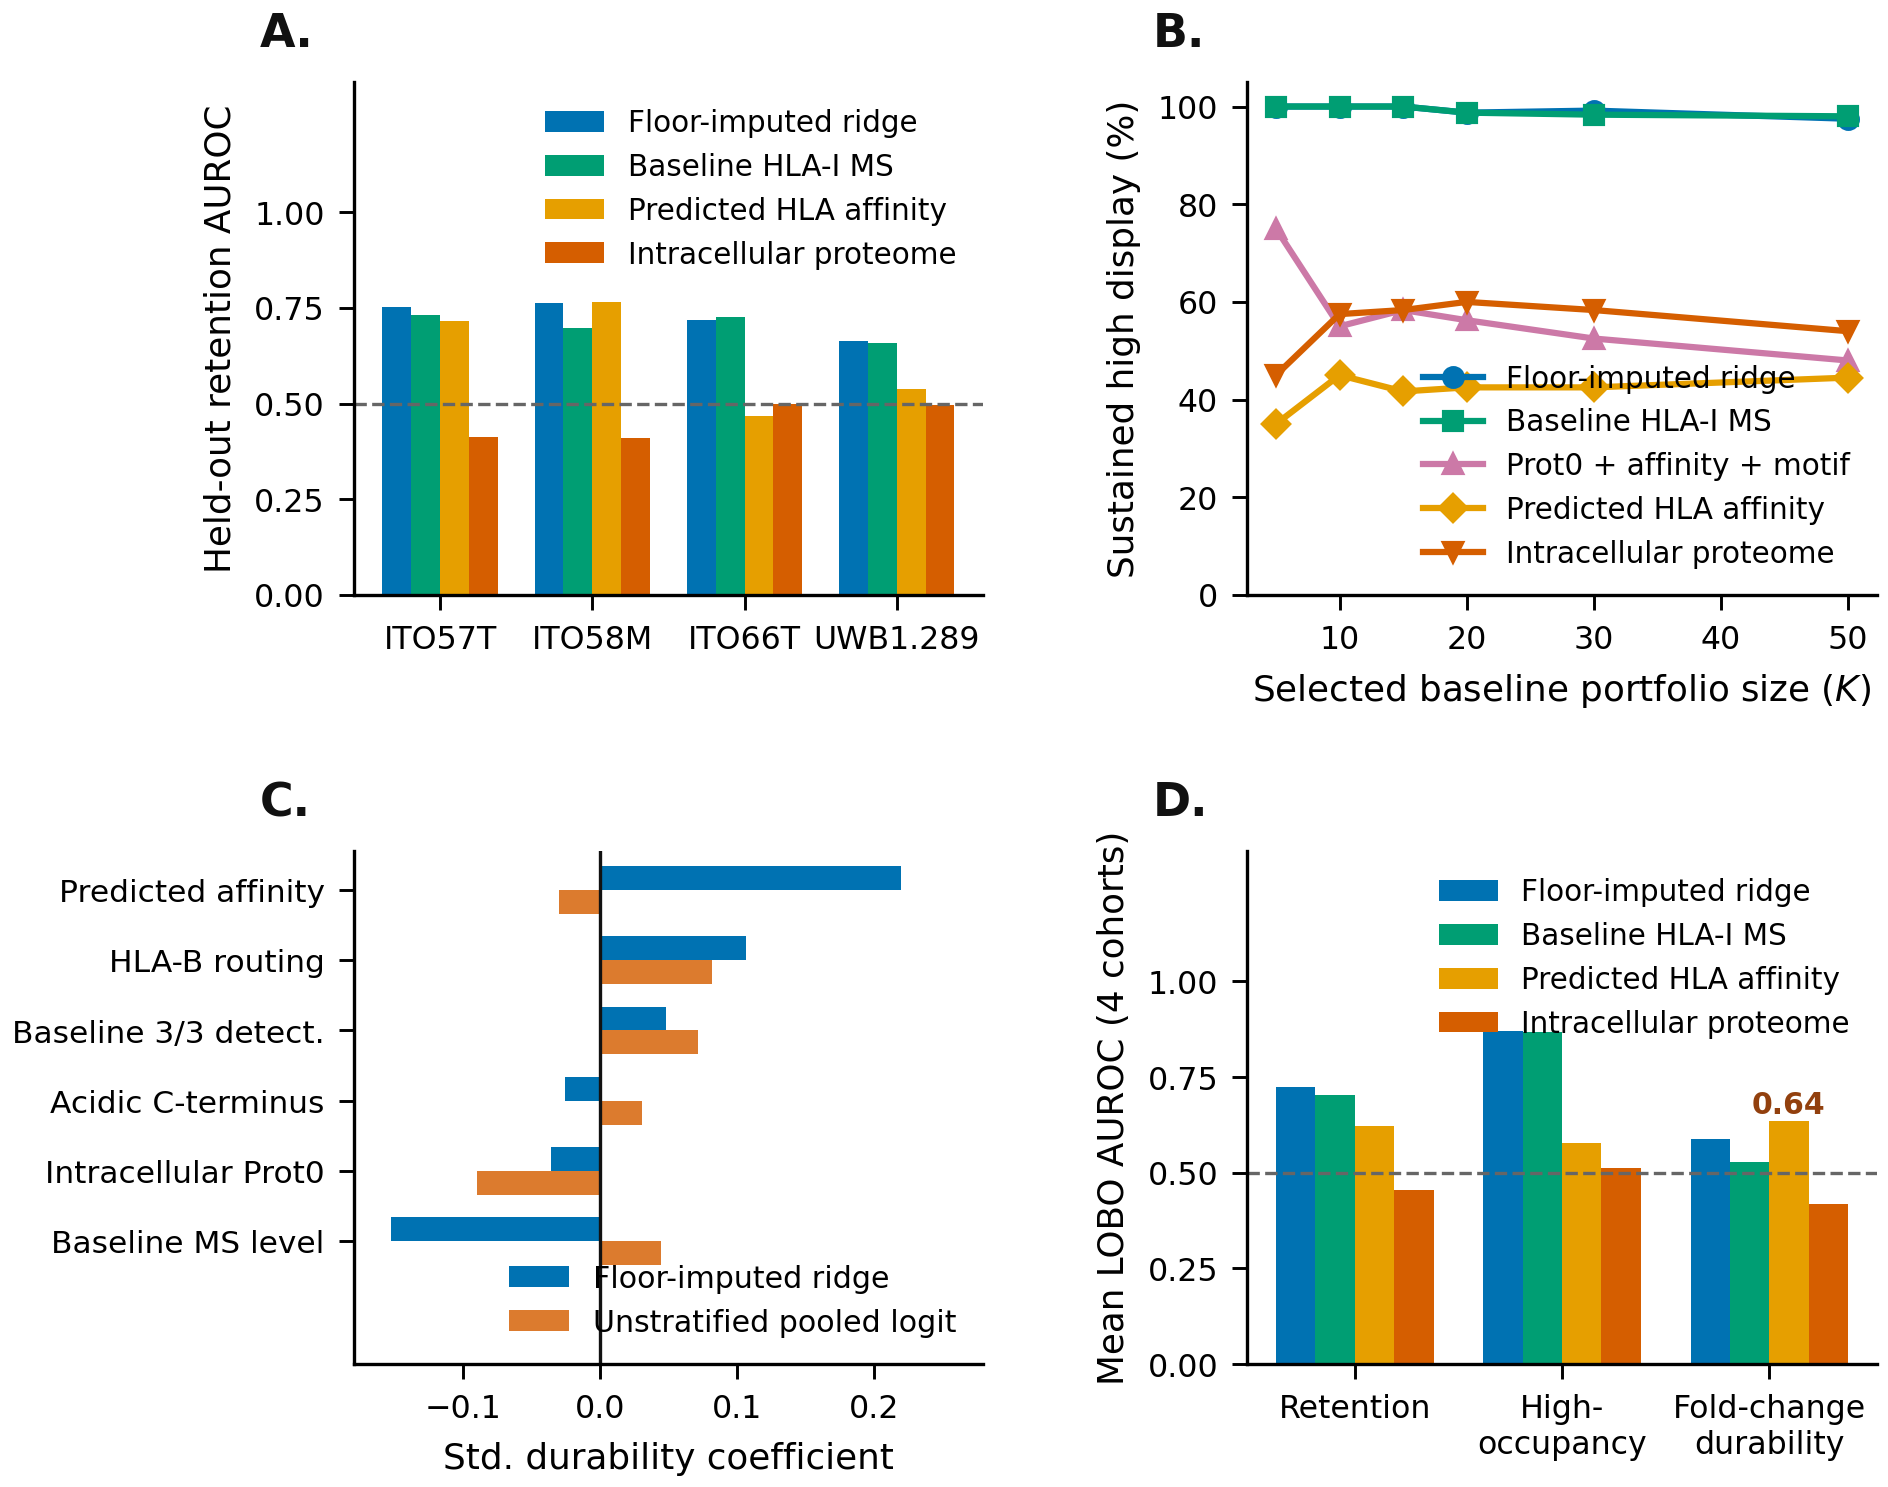 A.
Held-out retention AUROC
1.00
0.75
0.50
0.25
0.00
Floor-imputed ridge
Baseline HLA-I MS
Predicted HLA affinity
Intracellular proteome
ITO57T
ITO58M
ITO66T
UWB1.289
B.
Sustained high display (%)
100
80
60
40
20
0
Floor-imputed ridge
Baseline HLA-I MS
Prot0 + affinity + motif
Predicted HLA affinity
Intracellular proteome
10
20
30
40
50
Selected baseline portfolio size (K)
C.
Predicted affinity
HLA-B routing
Baseline 3/3 detect.
Acidic C-terminus
Intracellular Prot0
Baseline MS level
Floor-imputed ridge
Unstratified pooled logit
−0.1
0.0
0.1
0.2
Std. durability coefficient
D.
Mean LOBO AUROC (4 cohorts)
1.00
0.75
0.50
0.25
0.00
Floor-imputed ridge
Baseline HLA-I MS
Predicted HLA affinity
Intracellular proteome
0.64
Retention
High-
occupancy
Fold-change
durability